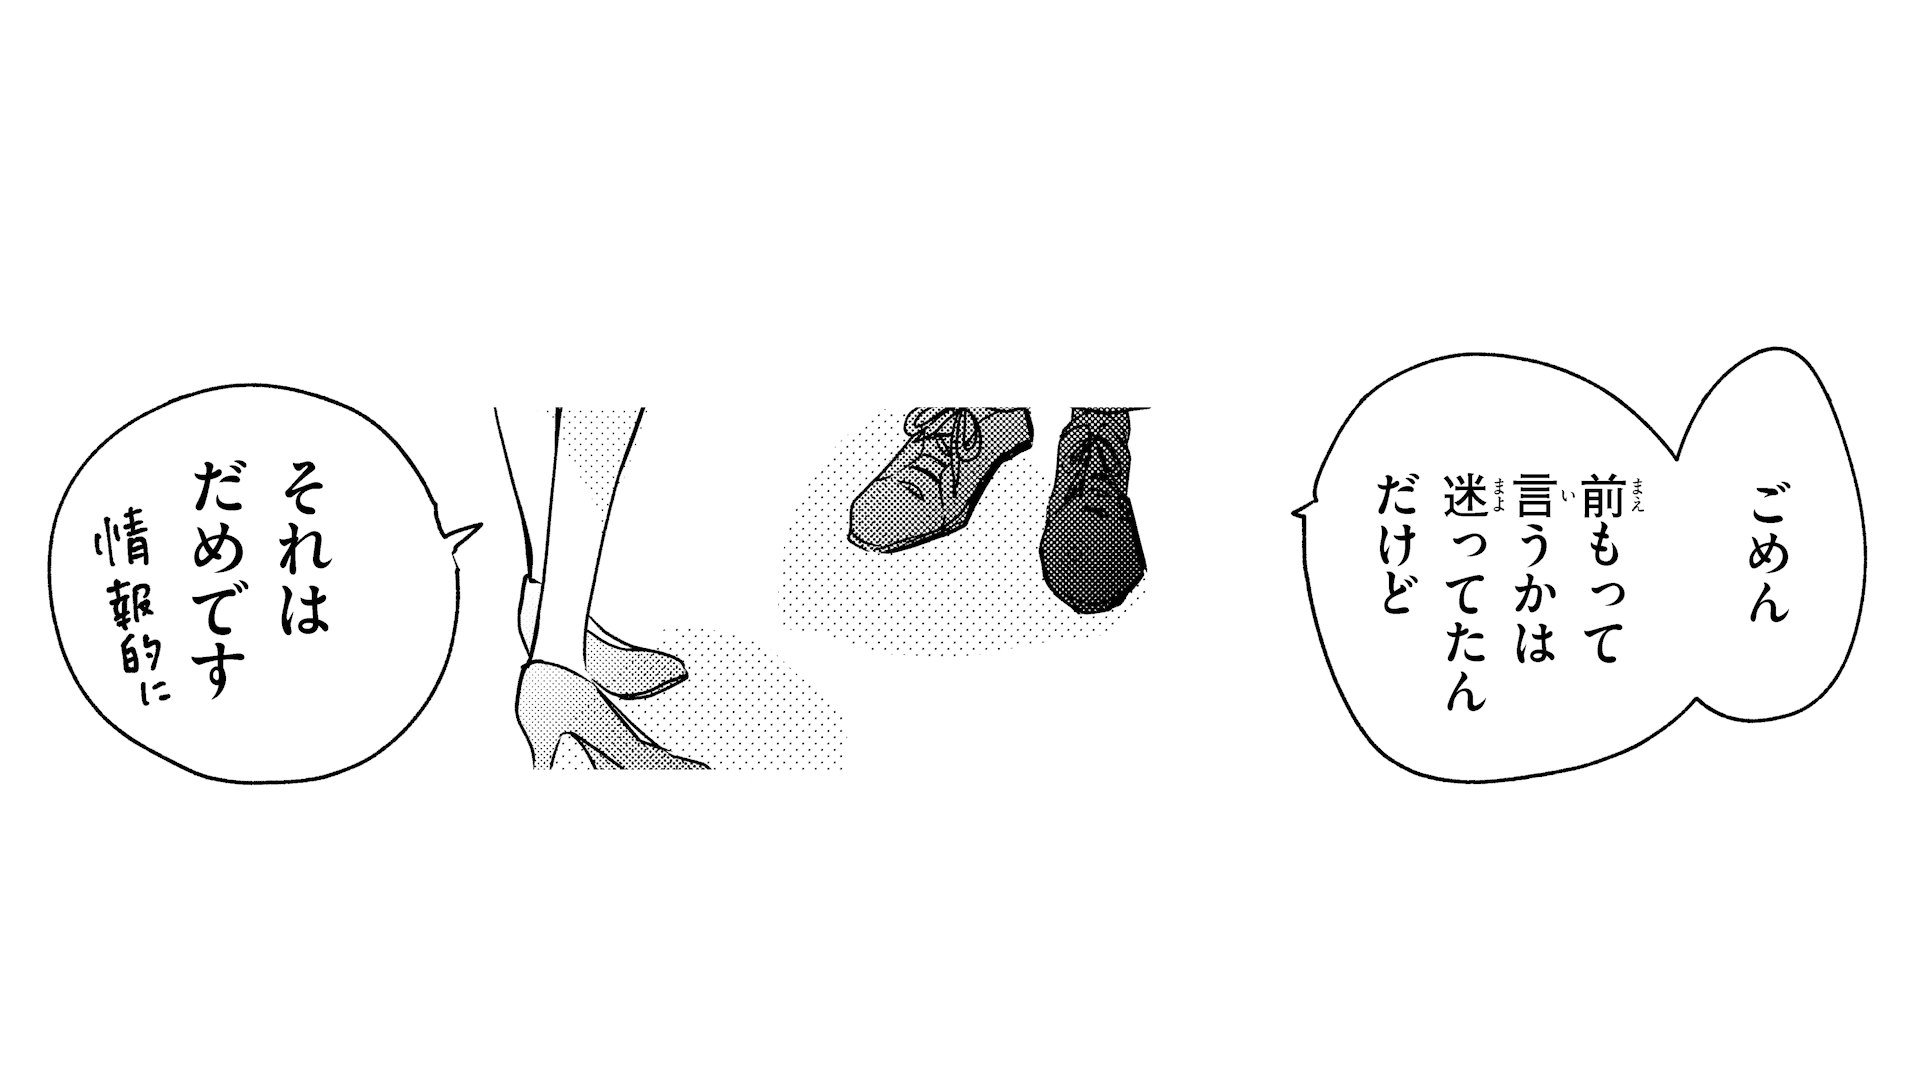 ごめん
前もって
言うかは
迷ってたん
だけど
それは
だめです
情報的に